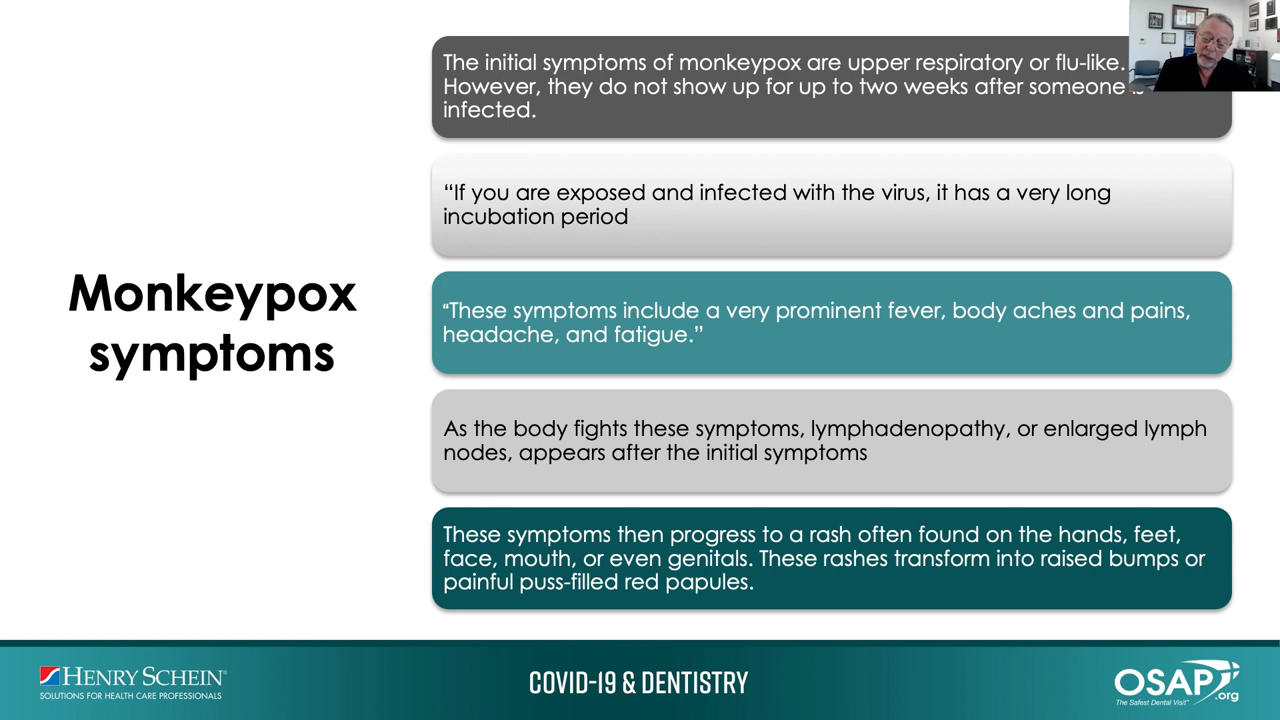 The initial symptoms of monkeypox are upper respiratory or flu-like.
However, they do not show up for up to two weeks after someone
infected.
“If you are exposed and infected with the virus, it has a very long
incubation period
Monkeypox
symptoms
“These symptoms include a very prominent fever, body aches and pains,
headache, and fatigue.”
As the body fights these symptoms, lymphadenopathy, or enlarged lymph
nodes, appears after the initial symptoms
These symptoms then progress to a rash often found on the hands, feet,
face, mouth, or even genitals. These rashes transform into raised bumps or
painful puss-filled red papules.
HENRY SCHEIN®
SOLUTIONS FOR HEALTH CARE PROFESSIONALS
COVID-19 & DENTISTRY
OSAP.org
The Safest Dental Visit™